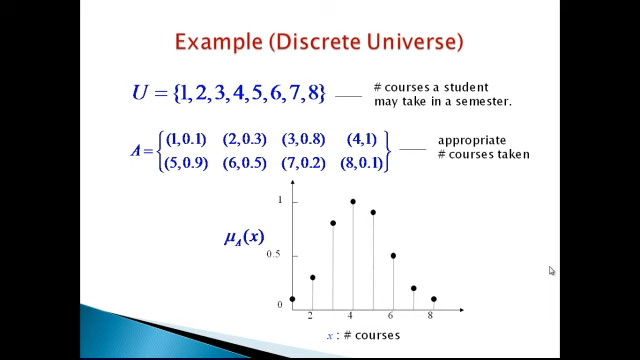 Example (Discrete Universe)
U = {1, 2, 3, 4, 5, 6, 7, 8}
# courses a student
may take in a semester.
A = { (1, 0.1) (2, 0.3) (3, 0.8) (4, 1)
(5, 0.9) (6, 0.5) (7, 0.2) (8, 0.1) }
appropriate
# courses taken
μA(x)
1
0.5
0
2 4 6 8
x : # courses